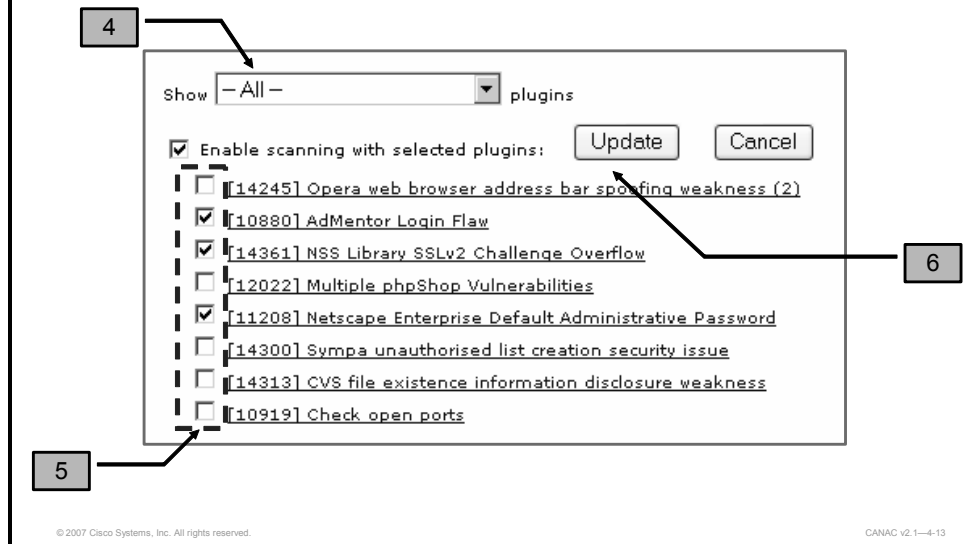 4
Show – All – plugins
Enable scanning with selected plugins: Update Cancel
[14245] Opera web browser address bar spoofing weakness (2)
[10880] AdMentor Login Flaw
[14361] NSS Library SSLv2 Challenge Overflow
6
[12022] Multiple phpShop Vulnerabilities
[11208] Netscape Enterprise Default Administrative Password
[14300] Sympa unauthorised list creation security issue
[14313] CVS file existence information disclosure weakness
[10919] Check open ports
5
© 2007 Cisco Systems, Inc. All rights reserved. CANAC v2.1—4-13